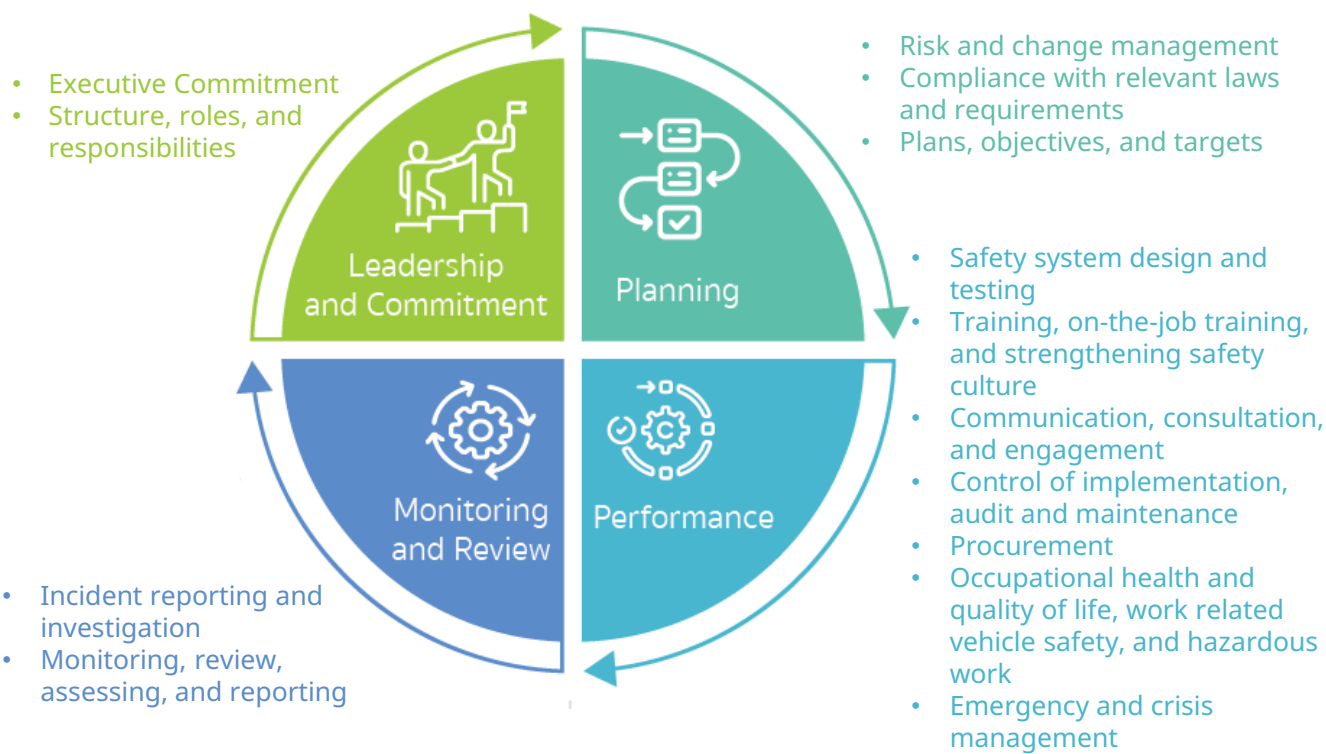 • Executive Commitment
• Structure, roles, and
responsibilities
Leadership
and Commitment
• Risk and change management
• Compliance with relevant laws
and requirements
• Plans, objectives, and targets
Planning
• Safety system design and
testing
• Training, on-the-job training,
and strengthening safety
culture
• Communication, consultation,
and engagement
• Control of implementation,
audit and maintenance
• Procurement
• Occupational health and
quality of life, work related
vehicle safety, and hazardous
work
• Emergency and crisis
management
Performance
Monitoring
and Review
• Incident reporting and
investigation
• Monitoring, review,
assessing, and reporting